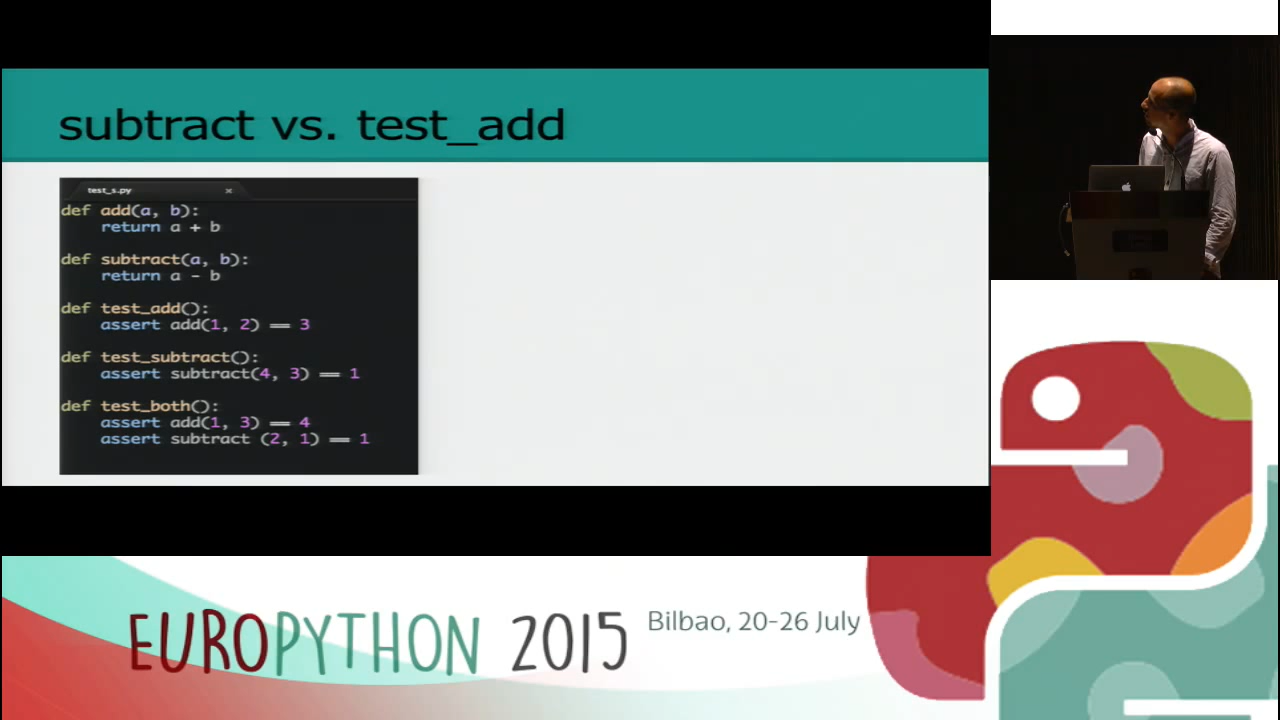 subtract vs. test_add
test_s.py ×
def add(a, b):
return a + b
def subtract(a, b):
return a - b
def test_add():
assert add(1, 2) == 3
def test_subtract():
assert subtract(4, 3) == 1
def test_both():
assert add(1, 3) == 4
assert subtract (2, 1) == 1
EUROPYTHON 2015 Bilbao, 20-26 July